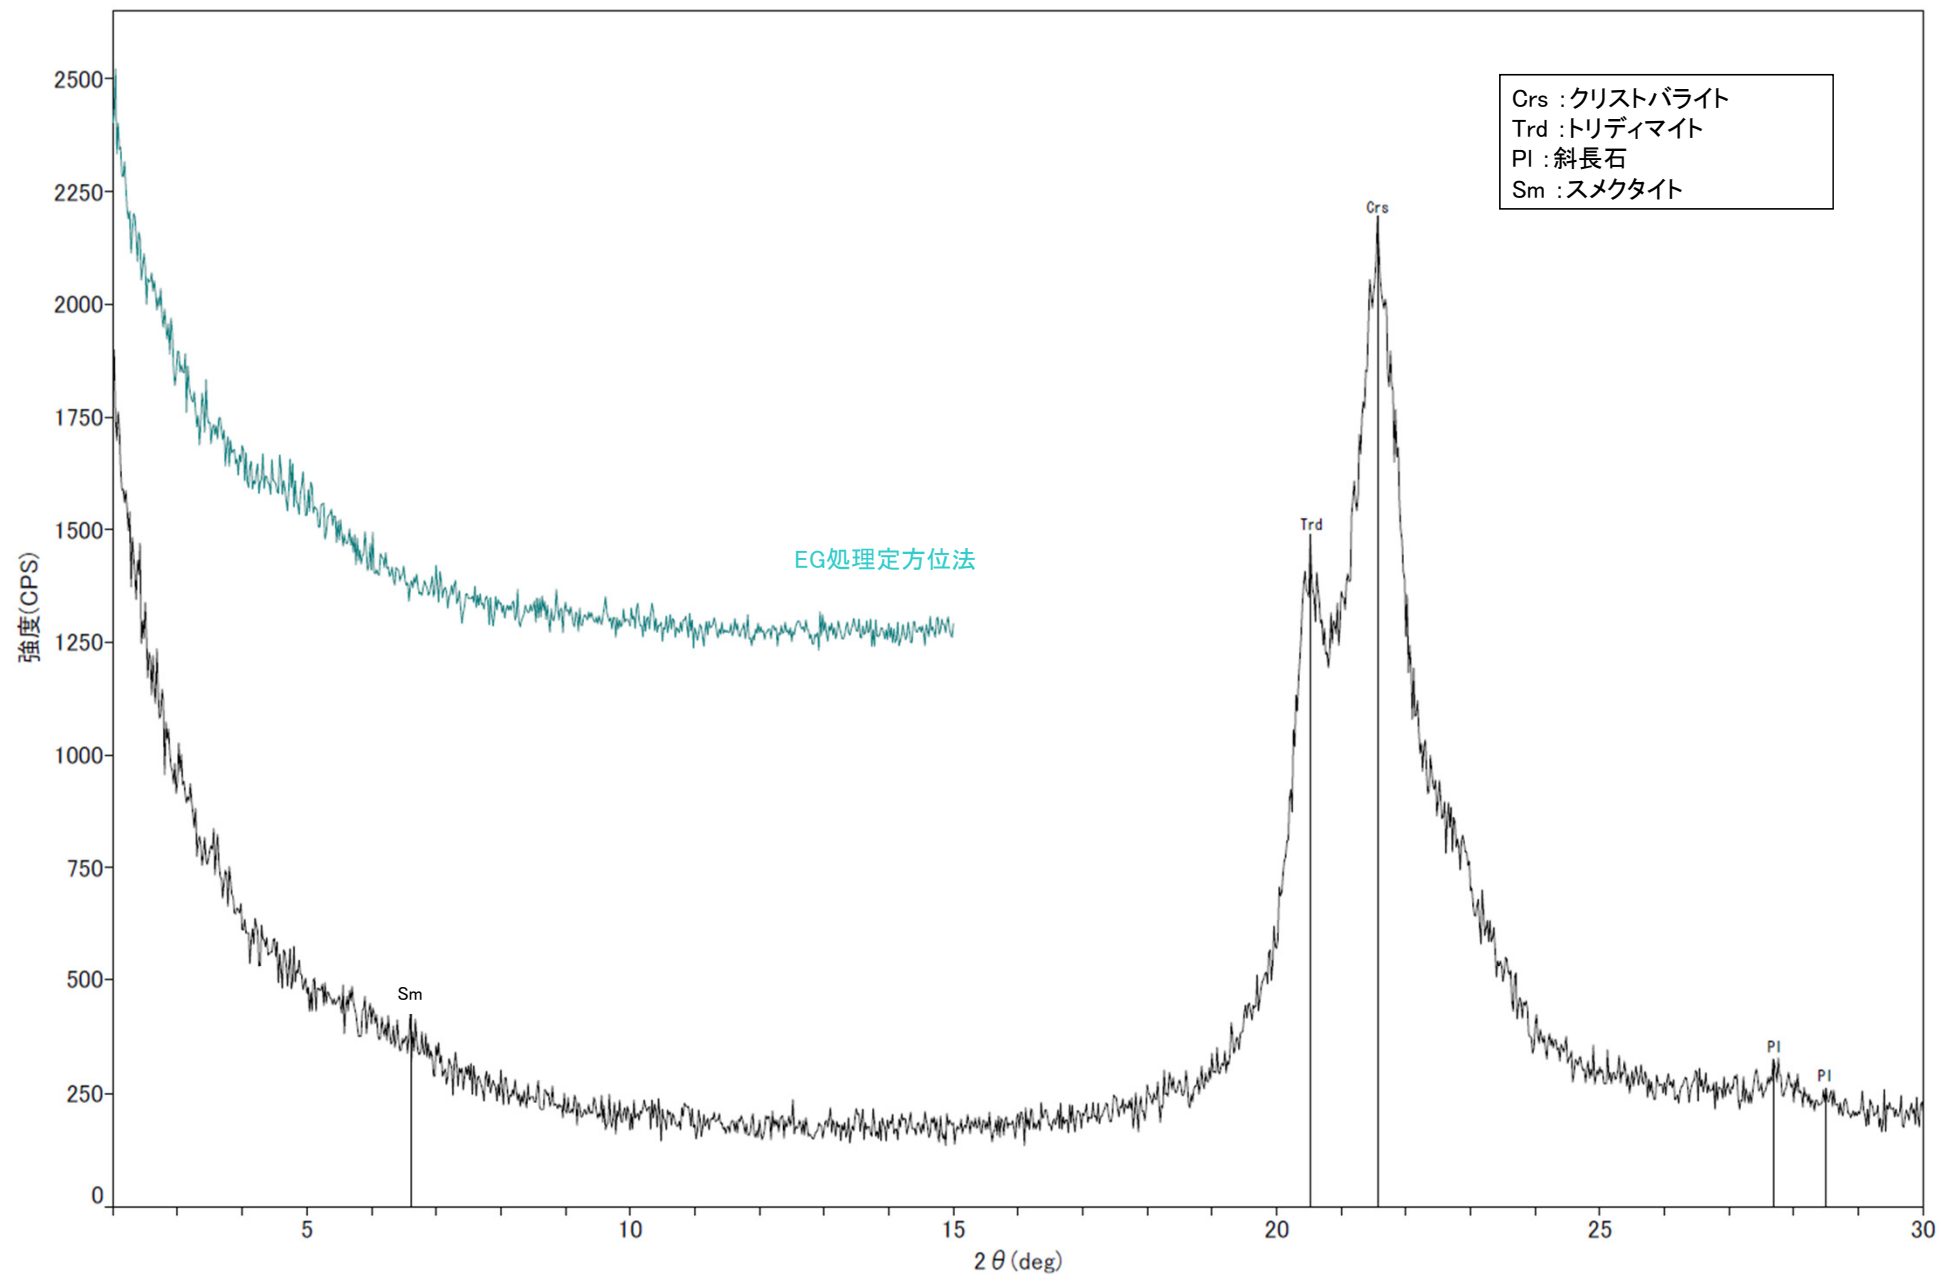 2500
2250
2000
1750
1500
1250
1000
750
500
250
0
強度(CPS)
5
10
15
20
25
30
2θ(deg)
Crs :クリストバライト
Trd :トリディマイト
Pl :斜長石
Sm :スメクタイト
Crs
Trd
EG処理定方位法
Sm
Pl
Pl